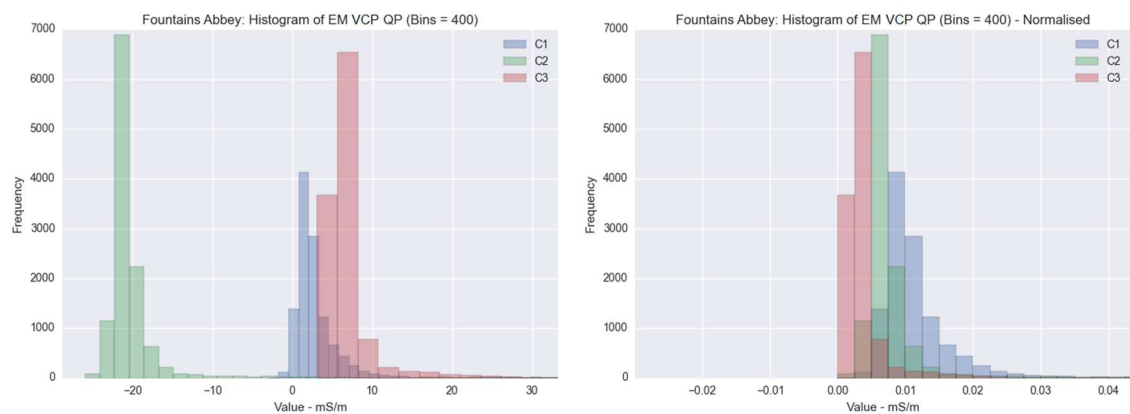 Fountains Abbey: Histogram of EM VCP QP (Bins = 400)
7000
6000
5000
4000
3000
2000
1000
0
Frequency
C1
C2
C3
−20
−10
0
10
20
30
Value - mS/m
Fountains Abbey: Histogram of EM VCP QP (Bins = 400) - Normalised
7000
6000
5000
4000
3000
2000
1000
0
Frequency
C1
C2
C3
−0.02
−0.01
0.00
0.01
0.02
0.03
0.04
Value - mS/m